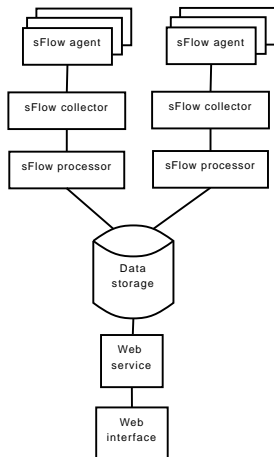 sFlow agent
sFlow agent
sFlow collector
sFlow collector
sFlow processor
sFlow processor
Data
storage
Web
service
Web
interface